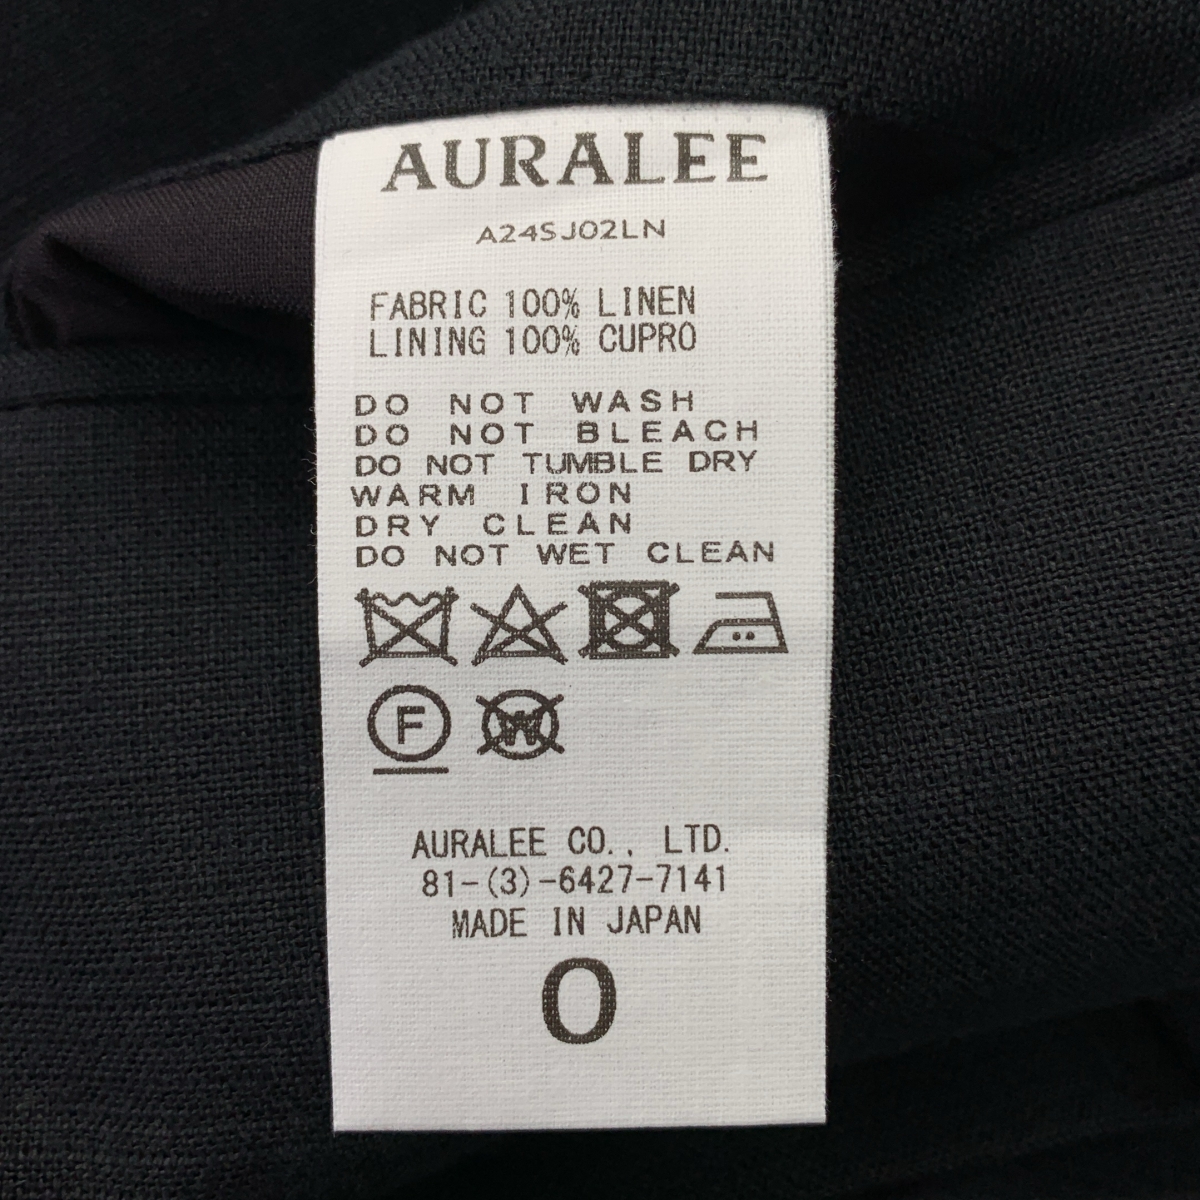 AURALEE
A24SJ02LN
FABRIC 100% LINEN
LINING 100% CUPRO
DO NOT WASH
DO NOT BLEACH
DO NOT TUMBLE DRY
WARM IRON
DRY CLEAN
DO NOT WET CLEAN
F W
AURALEE CO., LTD.
81-(3)-6427-7141
MADE IN JAPAN
0